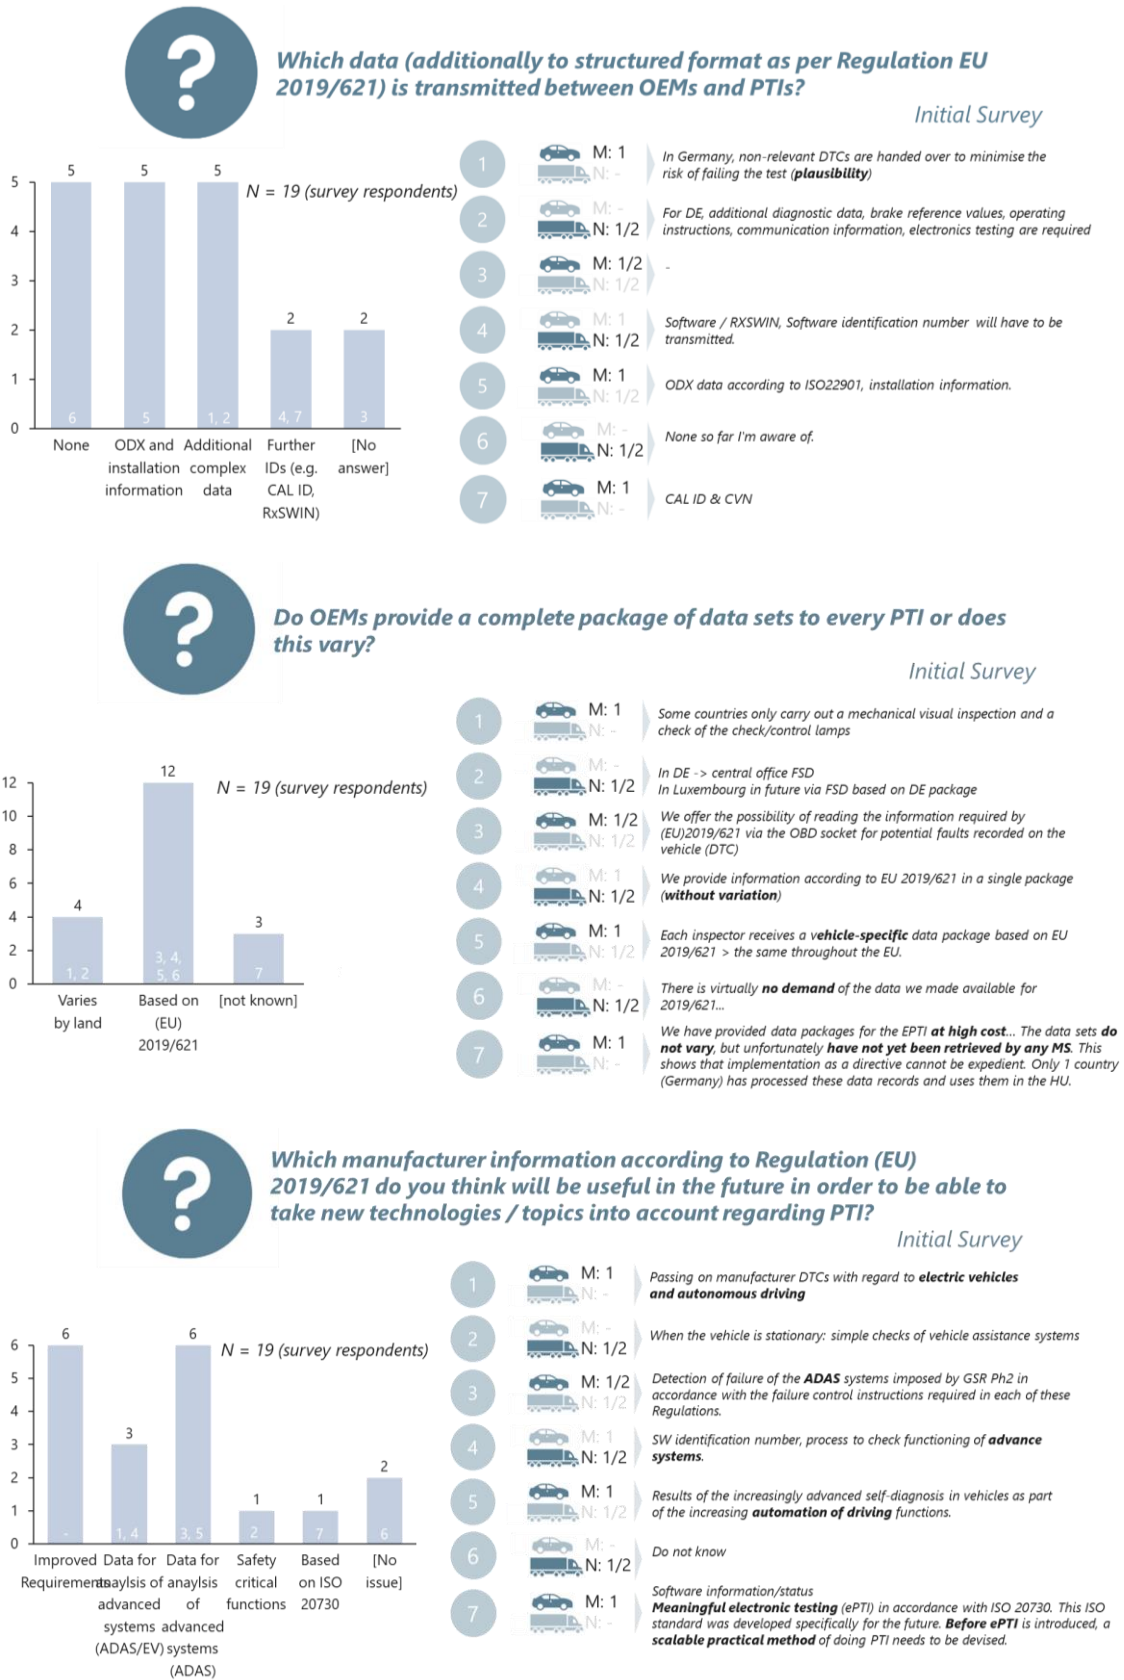 ?
Which data (additionally to structured format as per Regulation EU
2019/621) is transmitted between OEMs and PTIs?
Initial Survey
5
4
3
2
1
0
5
5
5
2
2
N = 19 (survey respondents)
6
5
1, 2
4, 7
3
None
ODX and
installation
information
Additional
complex
data
Further
IDs (e.g.
CAL ID,
RxSWIN)
[No
answer]
1
M: 1
N: -
In Germany, non-relevant DTCs are handed over to minimise the
risk of failing the test (plausibility)
2
M: -
N: 1/2
For DE, additional diagnostic data, brake reference values, operating
instructions, communication information, electronics testing are required
3
M: 1/2
N: 1/2
-
4
M: 1
N: 1/2
Software / RXSWIN, Software identification number will have to be
transmitted.
5
M: 1
N: 1/2
ODX data according to ISO22901, installation information.
6
M: -
N: 1/2
None so far I'm aware of.
7
M: 1
N: -
CAL ID & CVN
?
Do OEMs provide a complete package of data sets to every PTI or does
this vary?
Initial Survey
12
10
8
6
4
2
0
4
12
3
N = 19 (survey respondents)
1, 2
3, 4,
5, 6
7
Varies
by land
Based on
(EU)
2019/621
[not known]
1
M: 1
N: -
Some countries only carry out a mechanical visual inspection and a
check of the check/control lamps
2
M: -
N: 1/2
In DE -> central office FSD
In Luxembourg in future via FSD based on DE package
3
M: 1/2
N: 1/2
We offer the possibility of reading the information required by
(EU)2019/621 via the OBD socket for potential faults recorded on the
vehicle (DTC)
4
M: 1
N: 1/2
We provide information according to EU 2019/621 in a single package
(without variation)
5
M: 1
N: 1/2
Each inspector receives a vehicle-specific data package based on EU
2019/621 > the same throughout the EU.
6
M: -
N: 1/2
There is virtually no demand of the data we made available for
2019/621...
7
M: 1
N: -
We have provided data packages for the EPTI at high cost... The data sets do
not vary, but unfortunately have not yet been retrieved by any MS. This
shows that implementation as a directive cannot be expedient. Only 1 country
(Germany) has processed these data records and uses them in the HU.
?
Which manufacturer information according to Regulation (EU)
2019/621 do you think will be useful in the future in order to be able to
take new technologies / topics into account regarding PTI?
Initial Survey
6
5
4
3
2
1
0
6
3
6
1
1
2
N = 19 (survey respondents)
-
1, 4
3, 5
2
7
6
Improved
Requirements
Data for
anaylsis of
advanced
systems
(ADAS/EV)
Data for
anaylsis
of
advanced
systems
(ADAS)
Safety
critical
functions
Based
on ISO
20730
[No
issue]
1
M: 1
N: -
Passing on manufacturer DTCs with regard to electric vehicles
and autonomous driving
2
M: -
N: 1/2
When the vehicle is stationary: simple checks of vehicle assistance systems
3
M: 1/2
N: 1/2
Detection of failure of the ADAS systems imposed by GSR Ph2 in
accordance with the failure control instructions required in each of these
Regulations.
4
M: 1
N: 1/2
SW identification number, process to check functioning of advance
systems.
5
M: 1
N: 1/2
Results of the increasingly advanced self-diagnosis in vehicles as part
of the increasing automation of driving functions.
6
M: -
N: 1/2
Do not know
7
M: 1
N: -
Software information/status
Meaningful electronic testing (ePTI) in accordance with ISO 20730. This ISO
standard was developed specifically for the future. Before ePTI is introduced, a
scalable practical method of doing PTI needs to be devised.